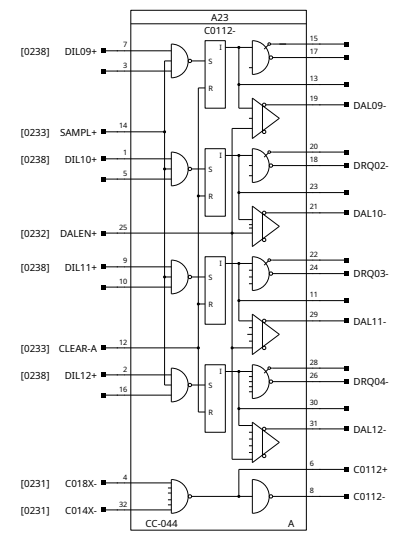 A23
C0112-
[0238] DIL09+ 7 I 15
3 S 17
R 13
19 DAL09-
[0233] SAMPL+ 14
[0238] DIL10+ 1 I 20
S 18 DRQ02-
5 R 23
21 DAL10-
[0232] DALEN+ 25
[0238] DIL11+ 9 I 22
S 24 DRQ03-
10 R 11
29 DAL11-
[0233] CLEAR-A 12
[0238] DIL12+ 2 I 28
S 26 DRQ04-
16 R 30
31 DAL12-
6 C0112+
[0231] C018X- 4
8 C0112-
[0231] C014X- 32
CC-044 A